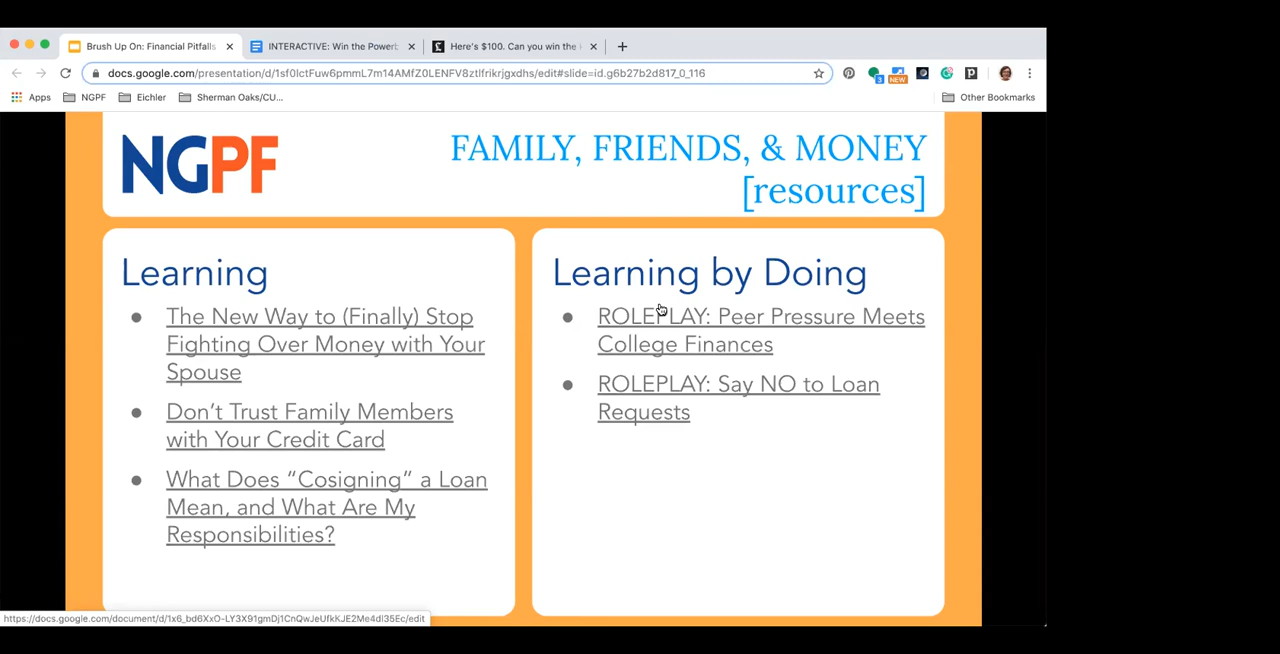 Brush Up On: Financial Pitfalls
INTERACTIVE: Win the Powerb
Here's $100. Can you win the
docs.google.com/presentation/d/1sf0IctFuw6pmmL7m14AMfZ0LENFV8ztlfrikrjgxdhs/edit#slide=id.g6b27b2d817_0_116
3
NEW
Apps
NGPF
Eichler
Sherman Oaks/CU...
Other Bookmarks
NGPF
FAMILY, FRIENDS, & MONEY
[resources]
Learning
● The New Way to (Finally) Stop
Fighting Over Money with Your
Spouse
● Don't Trust Family Members
with Your Credit Card
● What Does “Cosigning” a Loan
Mean, and What Are My
Responsibilities?
Learning by Doing
● ROLEPLAY: Peer Pressure Meets
College Finances
● ROLEPLAY: Say NO to Loan
Requests
https://docs.google.com/document/d/1x6_bd6XxO-LY3X91gmDj1CnQwJeUfkKJE2Me4dl35Ec/edit